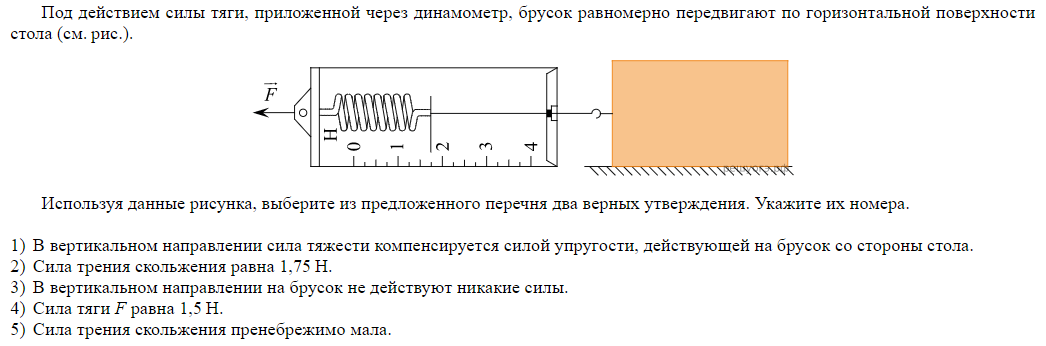 Под действием силы тяги, приложенной через динамометр, брусок равномерно передвигают по горизонтальной поверхности
стола (см. рис.).
F
Н
0 1 2 3 4
Используя данные рисунка, выберите из предложенного перечня два верных утверждения. Укажите их номера.
1) В вертикальном направлении сила тяжести компенсируется силой упругости, действующей на брусок со стороны стола.
2) Сила трения скольжения равна 1,75 Н.
3) В вертикальном направлении на брусок не действуют никакие силы.
4) Сила тяги F равна 1,5 Н.
5) Сила трения скольжения пренебрежимо мала.